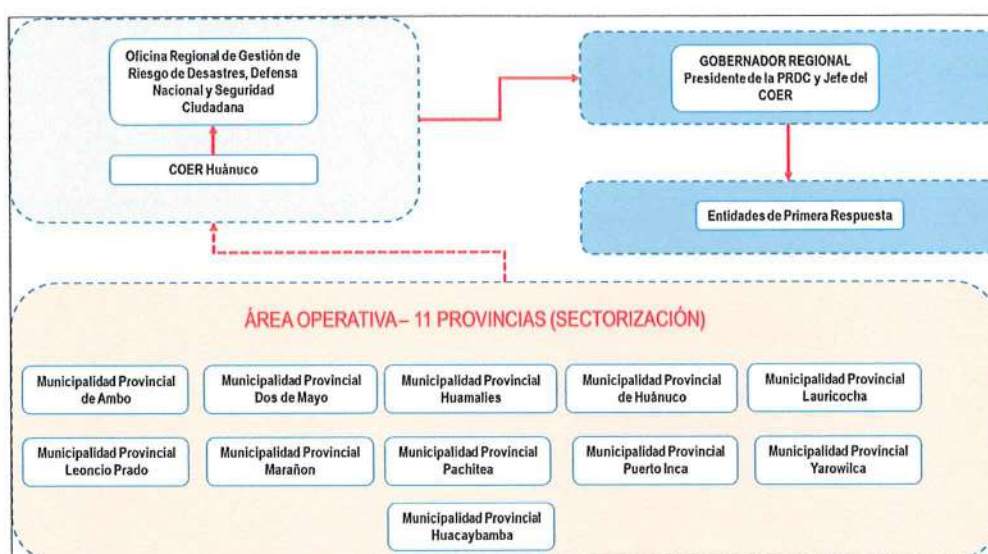 Oficina Regional de Gestión de
Riesgo de Desastres, Defensa
Nacional y Seguridad
Ciudadana
COER Huánuco
GOBERNADOR REGIONAL
Presidente de la PRDC y Jefe del
COER
Entidades de Primera Respuesta
ÁREA OPERATIVA – 11 PROVINCIAS (SECTORIZACIÓN)
Municipalidad Provincial
de Ambo
Municipalidad Provincial
Dos de Mayo
Municipalidad Provincial
Huamalies
Municipalidad Provincial
de Huánuco
Municipalidad Provincial
Lauricocha
Municipalidad Provincial
Leoncio Prado
Municipalidad Provincial
Marañon
Municipalidad Provincial
Pachitea
Municipalidad Provincial
Puerto Inca
Municipalidad Provincial
Yarowilca
Municipalidad Provincial
Huacaybamba